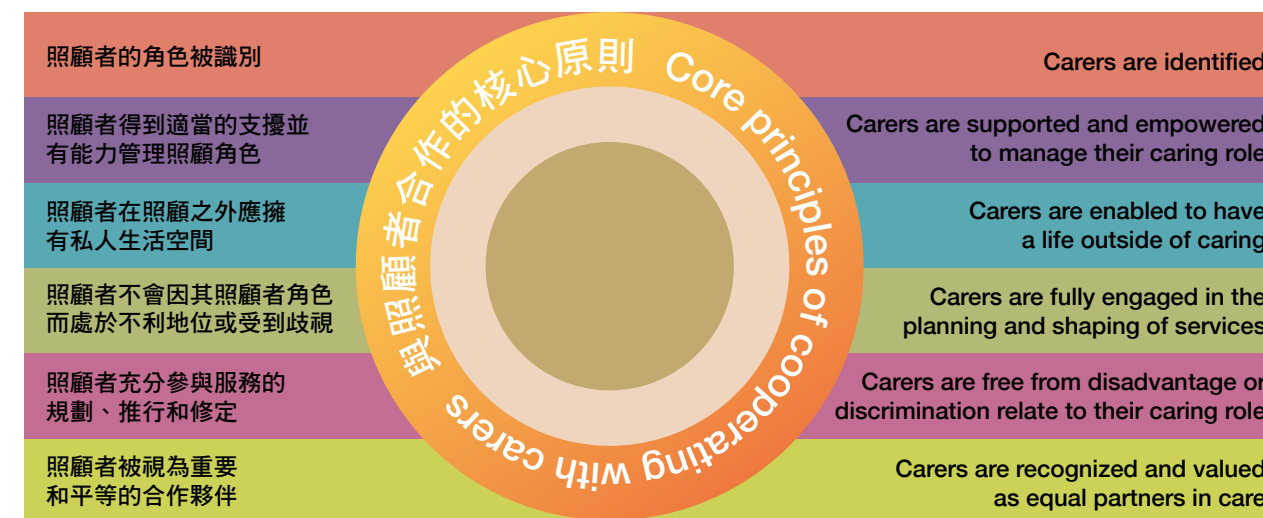 照顧者的角色被識別
照顧者得到適當的支援並
有能力管理照顧角色
照顧者在照顧之外應擁
有私人生活空間
照顧者不會因其照顧者角色
而處於不利地位或受到歧視
照顧者充分參與服務的
規劃、推行和修定
照顧者被視為重要
和平等的合作夥伴
與照顧者合作的核心原則 Core principles of cooperating with carers
Carers are identified
Carers are supported and empowered
to manage their caring role
Carers are enabled to have
a life outside of caring
Carers are fully engaged in the
planning and shaping of services
Carers are free from disadvantage or
discrimination relate to their caring role
Carers are recognized and valued
as equal partners in care